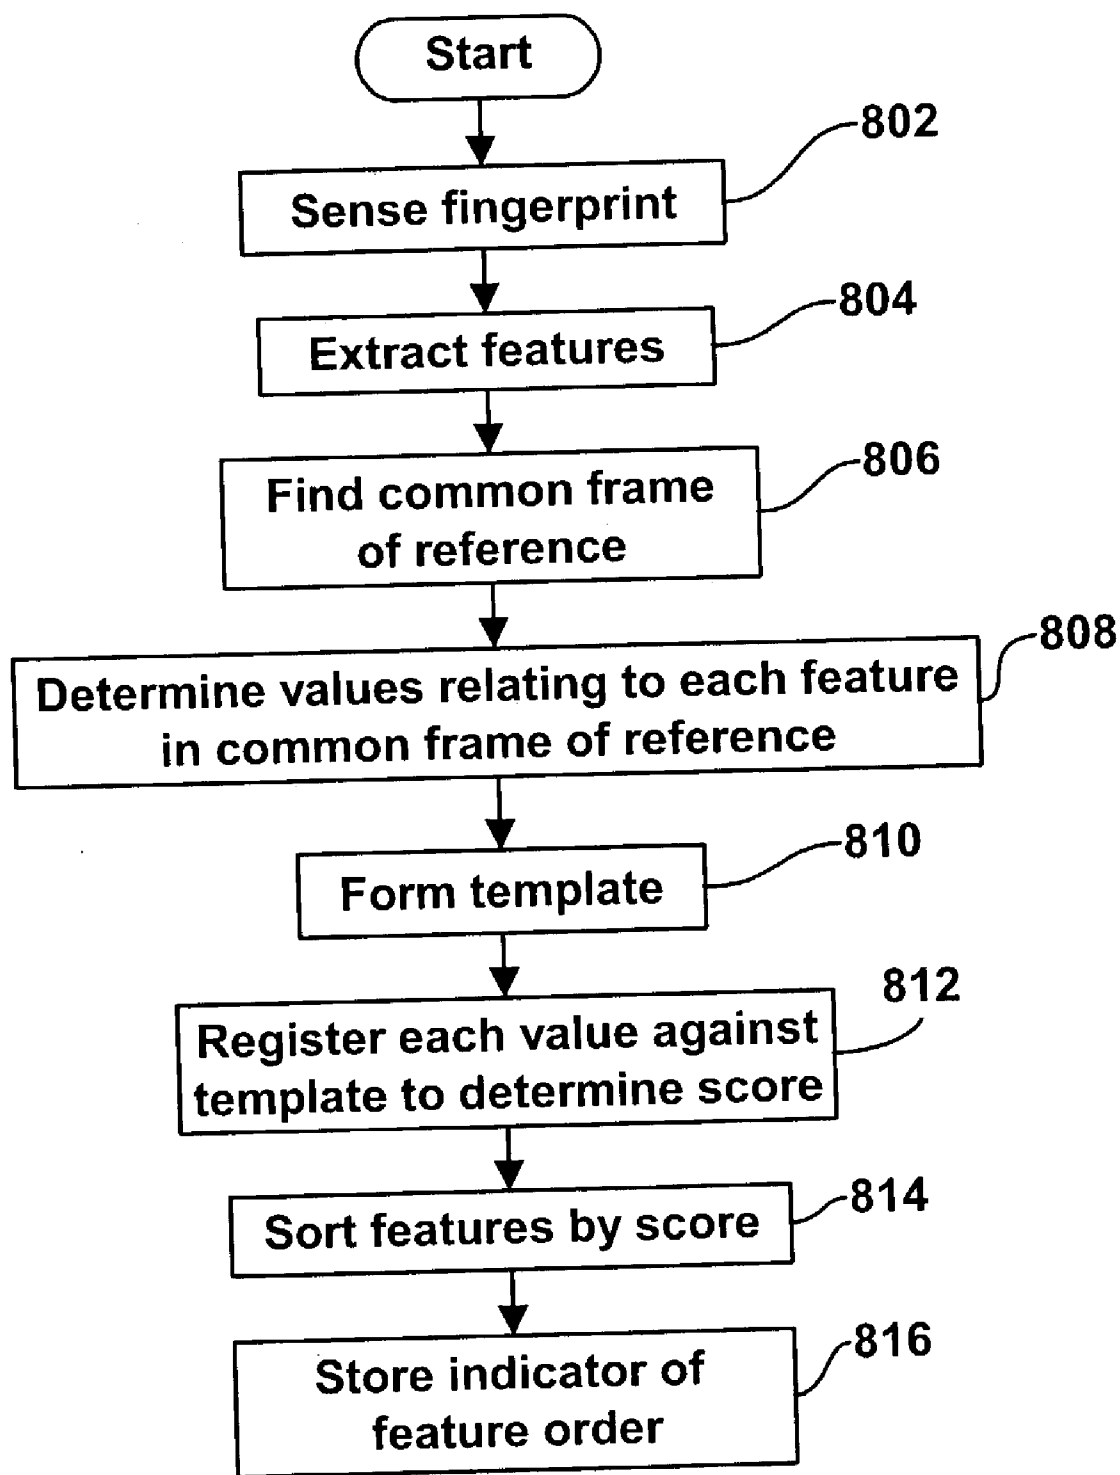 Start
802
Sense fingerprint
804
Extract features
806
Find common frame
of reference
808
Determine values relating to each feature
in common frame of reference
810
Form template
812
Register each value against
template to determine score
814
Sort features by score
816
Store indicator of
feature order